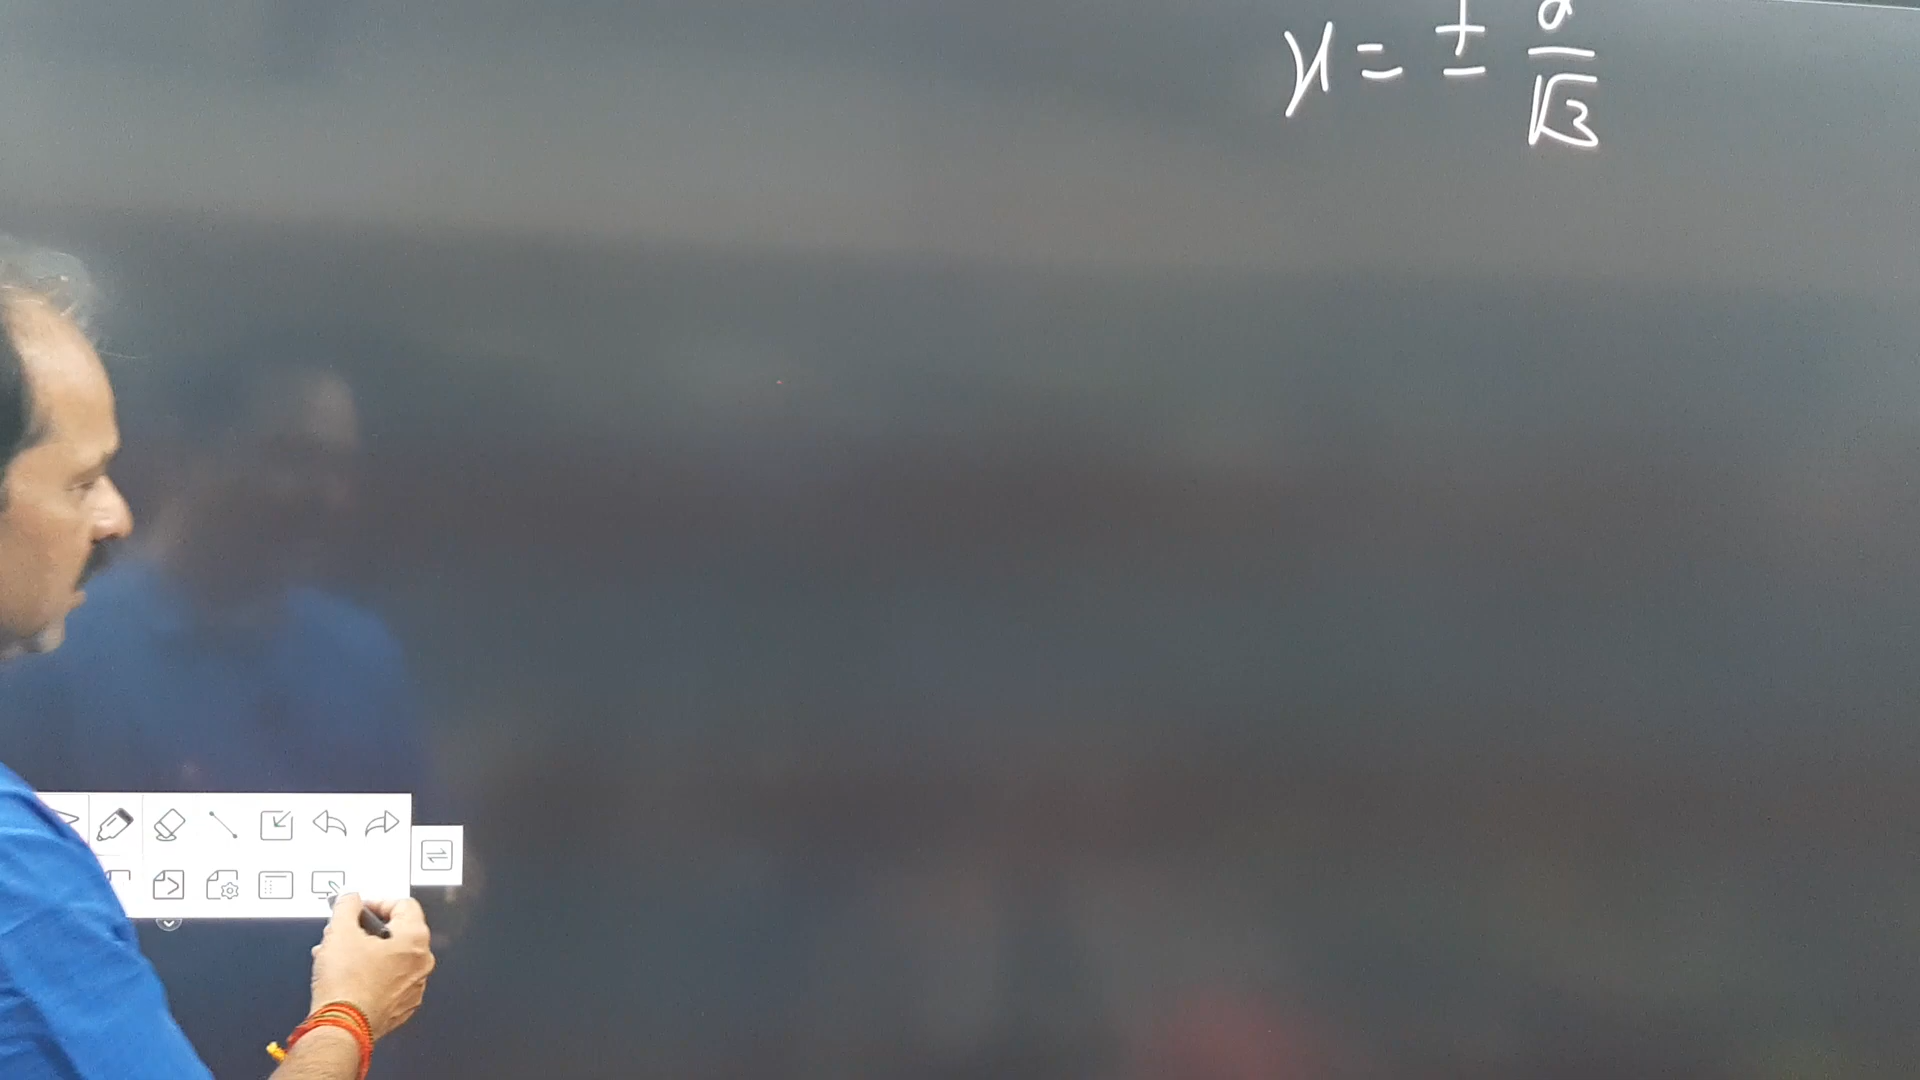 x = ± a/√3